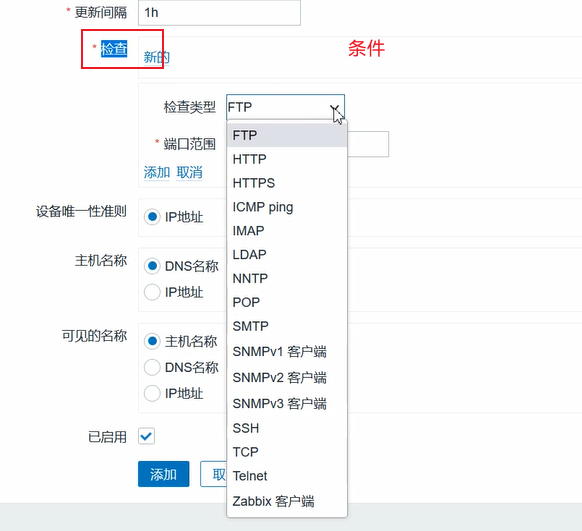 * 更新间隔 1h
* 检查 条件
新的
检查类型 FTP
FTP
* 端口范围
HTTP
添加 取消
HTTPS
设备唯一性准则 IP地址
ICMP ping
IMAP
主机名称 DNS名称
LDAP
IP地址
NNTP
POP
可见的名称 主机名称
SMTP
SNMPv1 客户端
DNS名称
SNMPv2 客户端
IP地址
SNMPv3 客户端
已启用
SSH
TCP
添加 取
Telnet
Zabbix 客户端